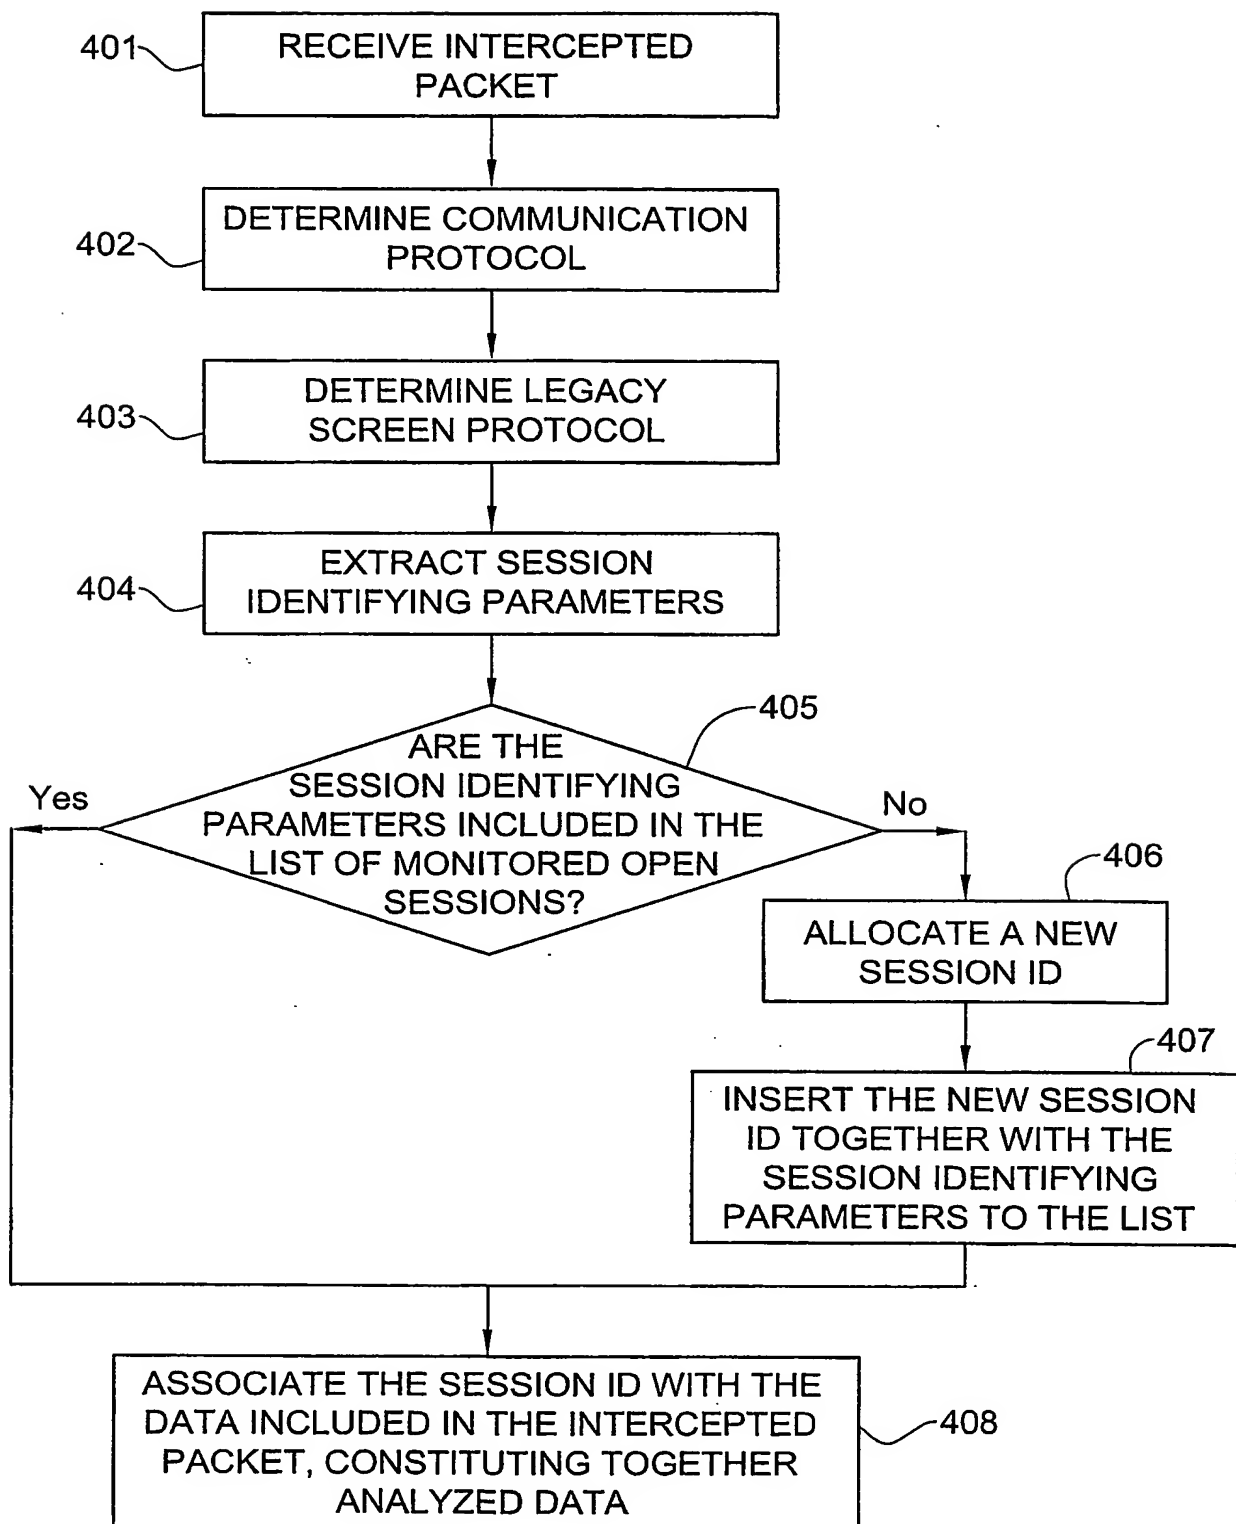 401
RECEIVE INTERCEPTED
PACKET
402
DETERMINE COMMUNICATION
PROTOCOL
403
DETERMINE LEGACY
SCREEN PROTOCOL
404
EXTRACT SESSION
IDENTIFYING PARAMETERS
405
ARE THE
SESSION IDENTIFYING
PARAMETERS INCLUDED IN THE
LIST OF MONITORED OPEN
SESSIONS?
Yes
No
406
ALLOCATE A NEW
SESSION ID
407
INSERT THE NEW SESSION
ID TOGETHER WITH THE
SESSION IDENTIFYING
PARAMETERS TO THE LIST
ASSOCIATE THE SESSION ID WITH THE
DATA INCLUDED IN THE INTERCEPTED
PACKET, CONSTITUTING TOGETHER
ANALYZED DATA
408